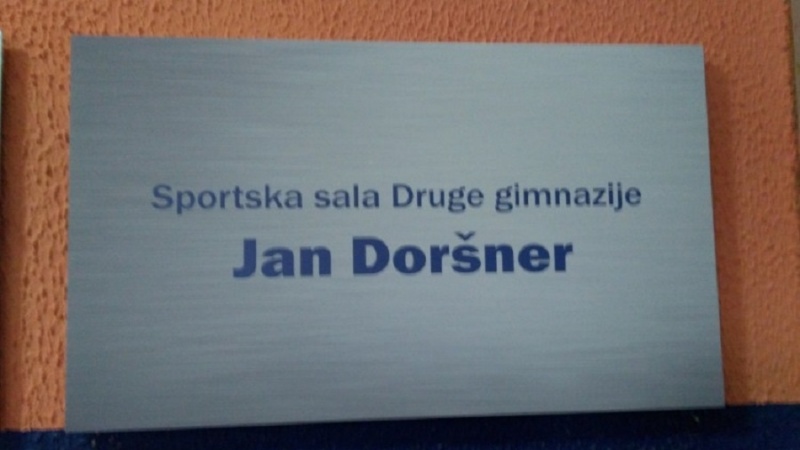 Sportska sala Druge gimnazije
Jan Doršner